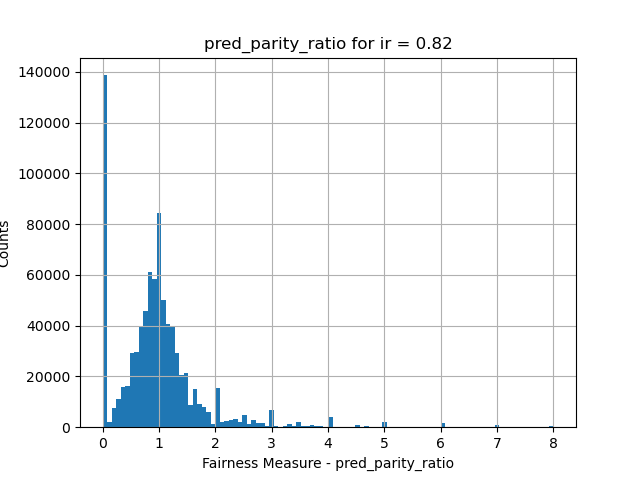 pred_parity_ratio for ir = 0.82
140000
120000
100000
80000
60000
40000
20000
0
Counts
0 1 2 3 4 5 6 7 8
Fairness Measure - pred_parity_ratio